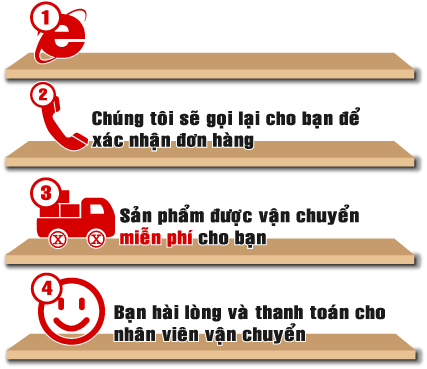 1
2
Chúng tôi sẽ gọi lại cho bạn để
xác nhận đơn hàng
3
Sản phẩm được vận chuyển
miễn phí cho bạn
4
Bạn hài lòng và thanh toán cho
nhân viên vận chuyển